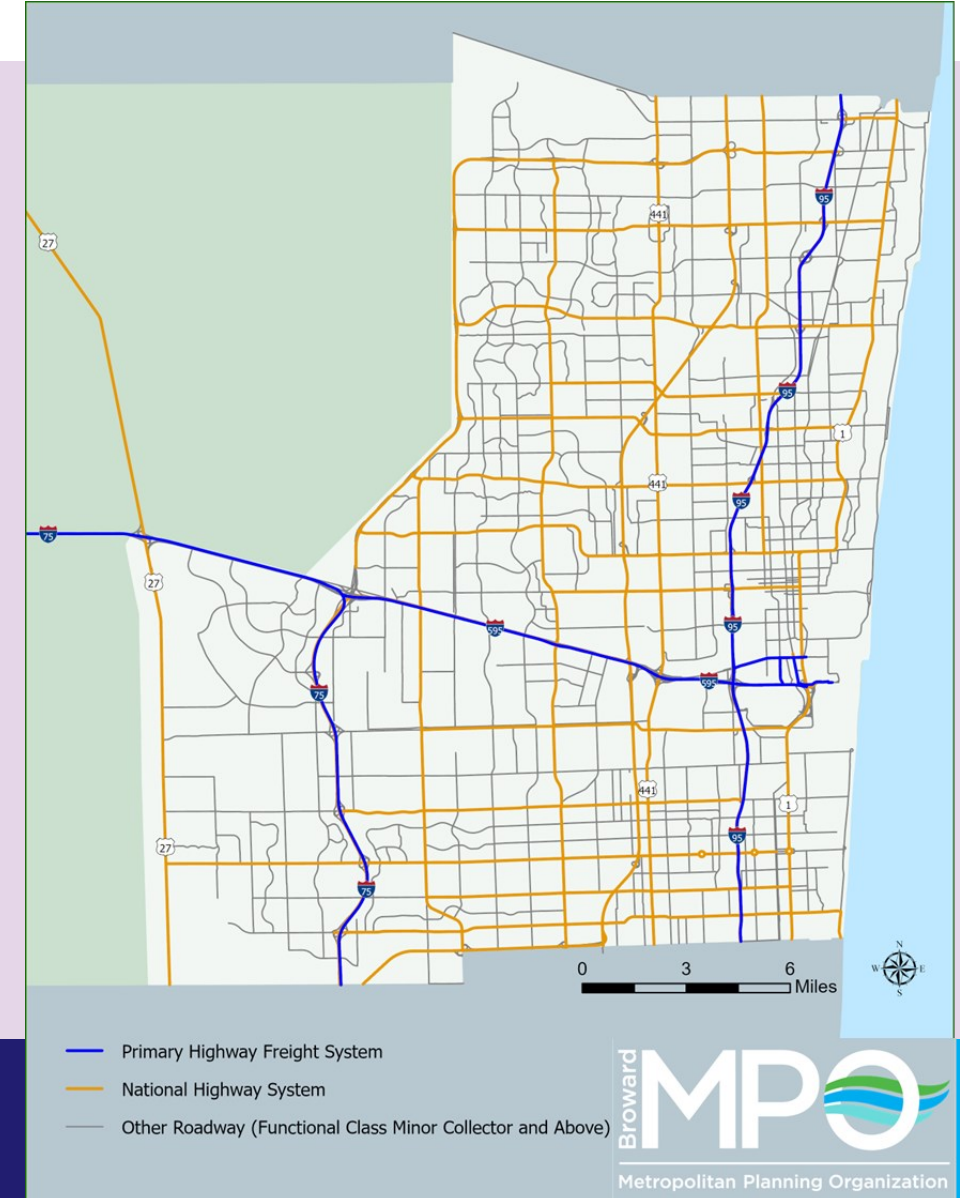 95
441
27
95
1
441
95
75
27
95
595
595
75
441
1
95
27
75
N
W E
S
0 3 6
Miles
Primary Highway Freight System
National Highway System
Other Roadway (Functional Class Minor Collector and Above)
Broward
MPO
Metropolitan Planning Organization